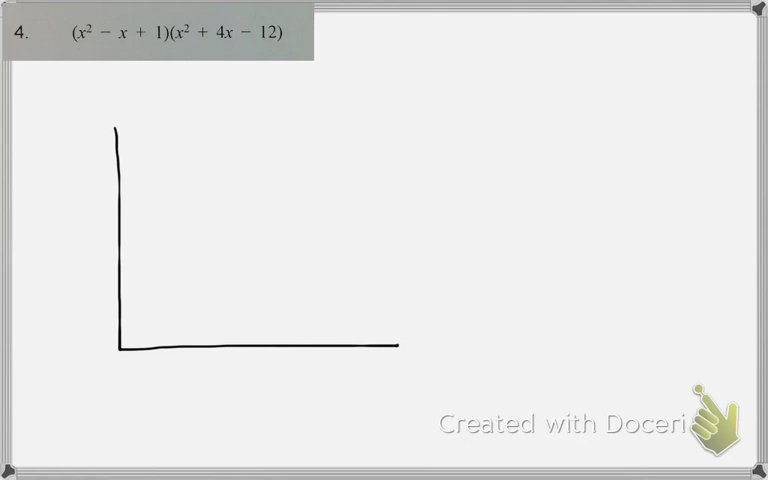 4. (x² − x + 1)(x² + 4x − 12)
Created with Doceri